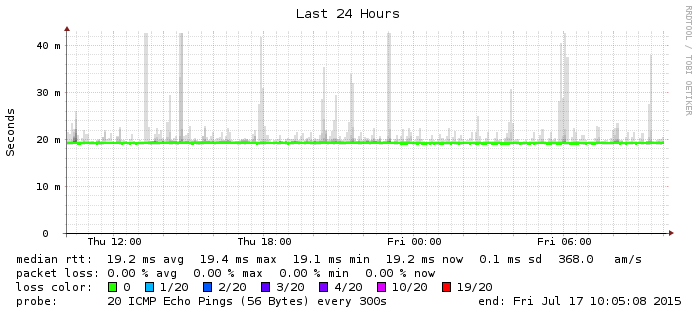 Last 24 Hours
RRDTOOL / TOBI OETIKER
Seconds
40 m
30 m
20 m
10 m
0
Thu 12:00 Thu 18:00 Fri 00:00 Fri 06:00
median rtt: 19.2 ms avg 19.4 ms max 19.1 ms min 19.2 ms now 0.1 ms sd 368.0 am/s
packet loss: 0.00 % avg 0.00 % max 0.00 % min 0.00 % now
loss color: 0 1/20 2/20 3/20 4/20 10/20 19/20
probe: 20 ICMP Echo Pings (56 Bytes) every 300s end: Fri Jul 17 10:05:08 2015